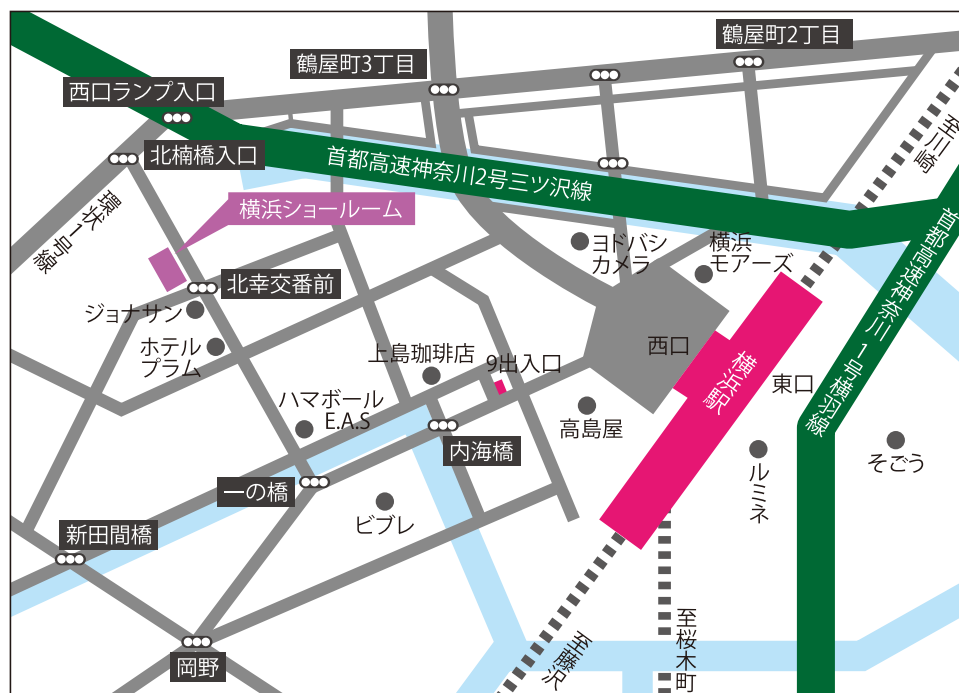 鶴屋町2丁目
鶴屋町3丁目
西口ランプ入口
至川崎
北楠橋入口
首都高速神奈川2号三ツ沢線
環状1号線
横浜ショールーム
ヨドバシ
カメラ
横浜
モアーズ
首都高速神奈川1号横羽線
北幸交番前
ジョナサン
ホテル
プラム
上島珈琲店
9出入口
西口
横浜駅
東口
ハマボール
E.A.S
高島屋
内海橋
ルミネ
そごう
一の橋
ビブレ
新田間橋
岡野
至藤沢
至桜木町